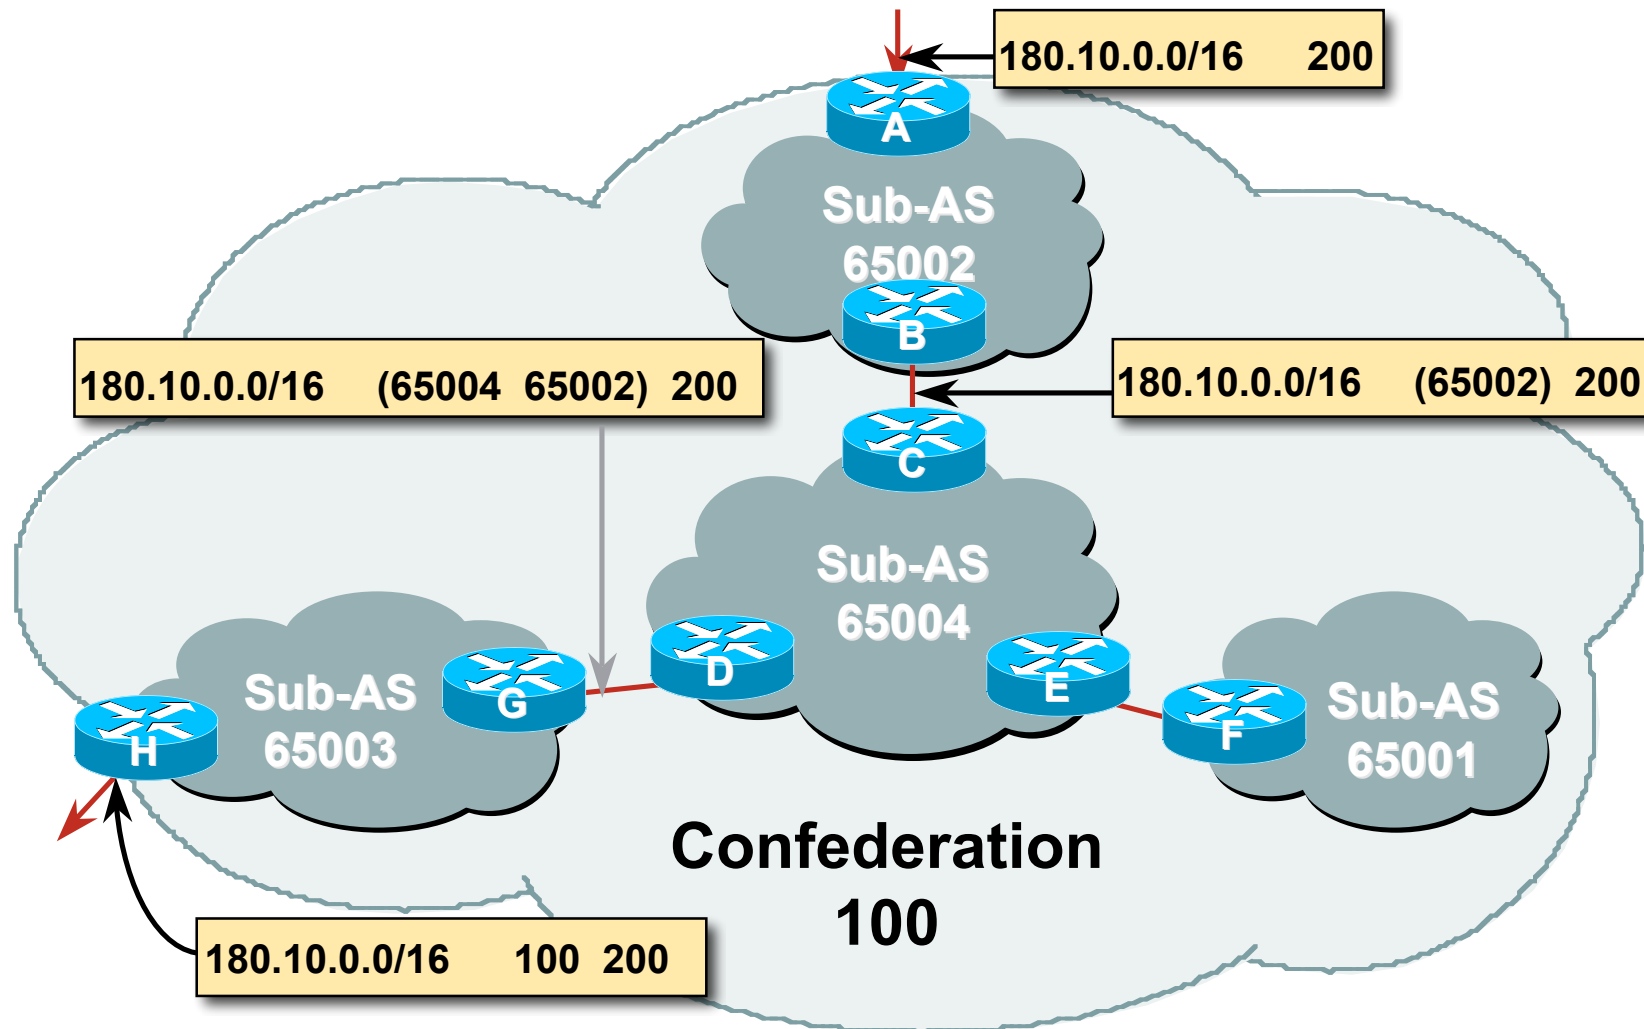 180.10.0.0/16 200
A
Sub-AS
65002
B
180.10.0.0/16 (65004 65002) 200
180.10.0.0/16 (65002) 200
C
Sub-AS
65004
D
E
G
Sub-AS
65003
H
F
Sub-AS
65001
Confederation
100
180.10.0.0/16 100 200